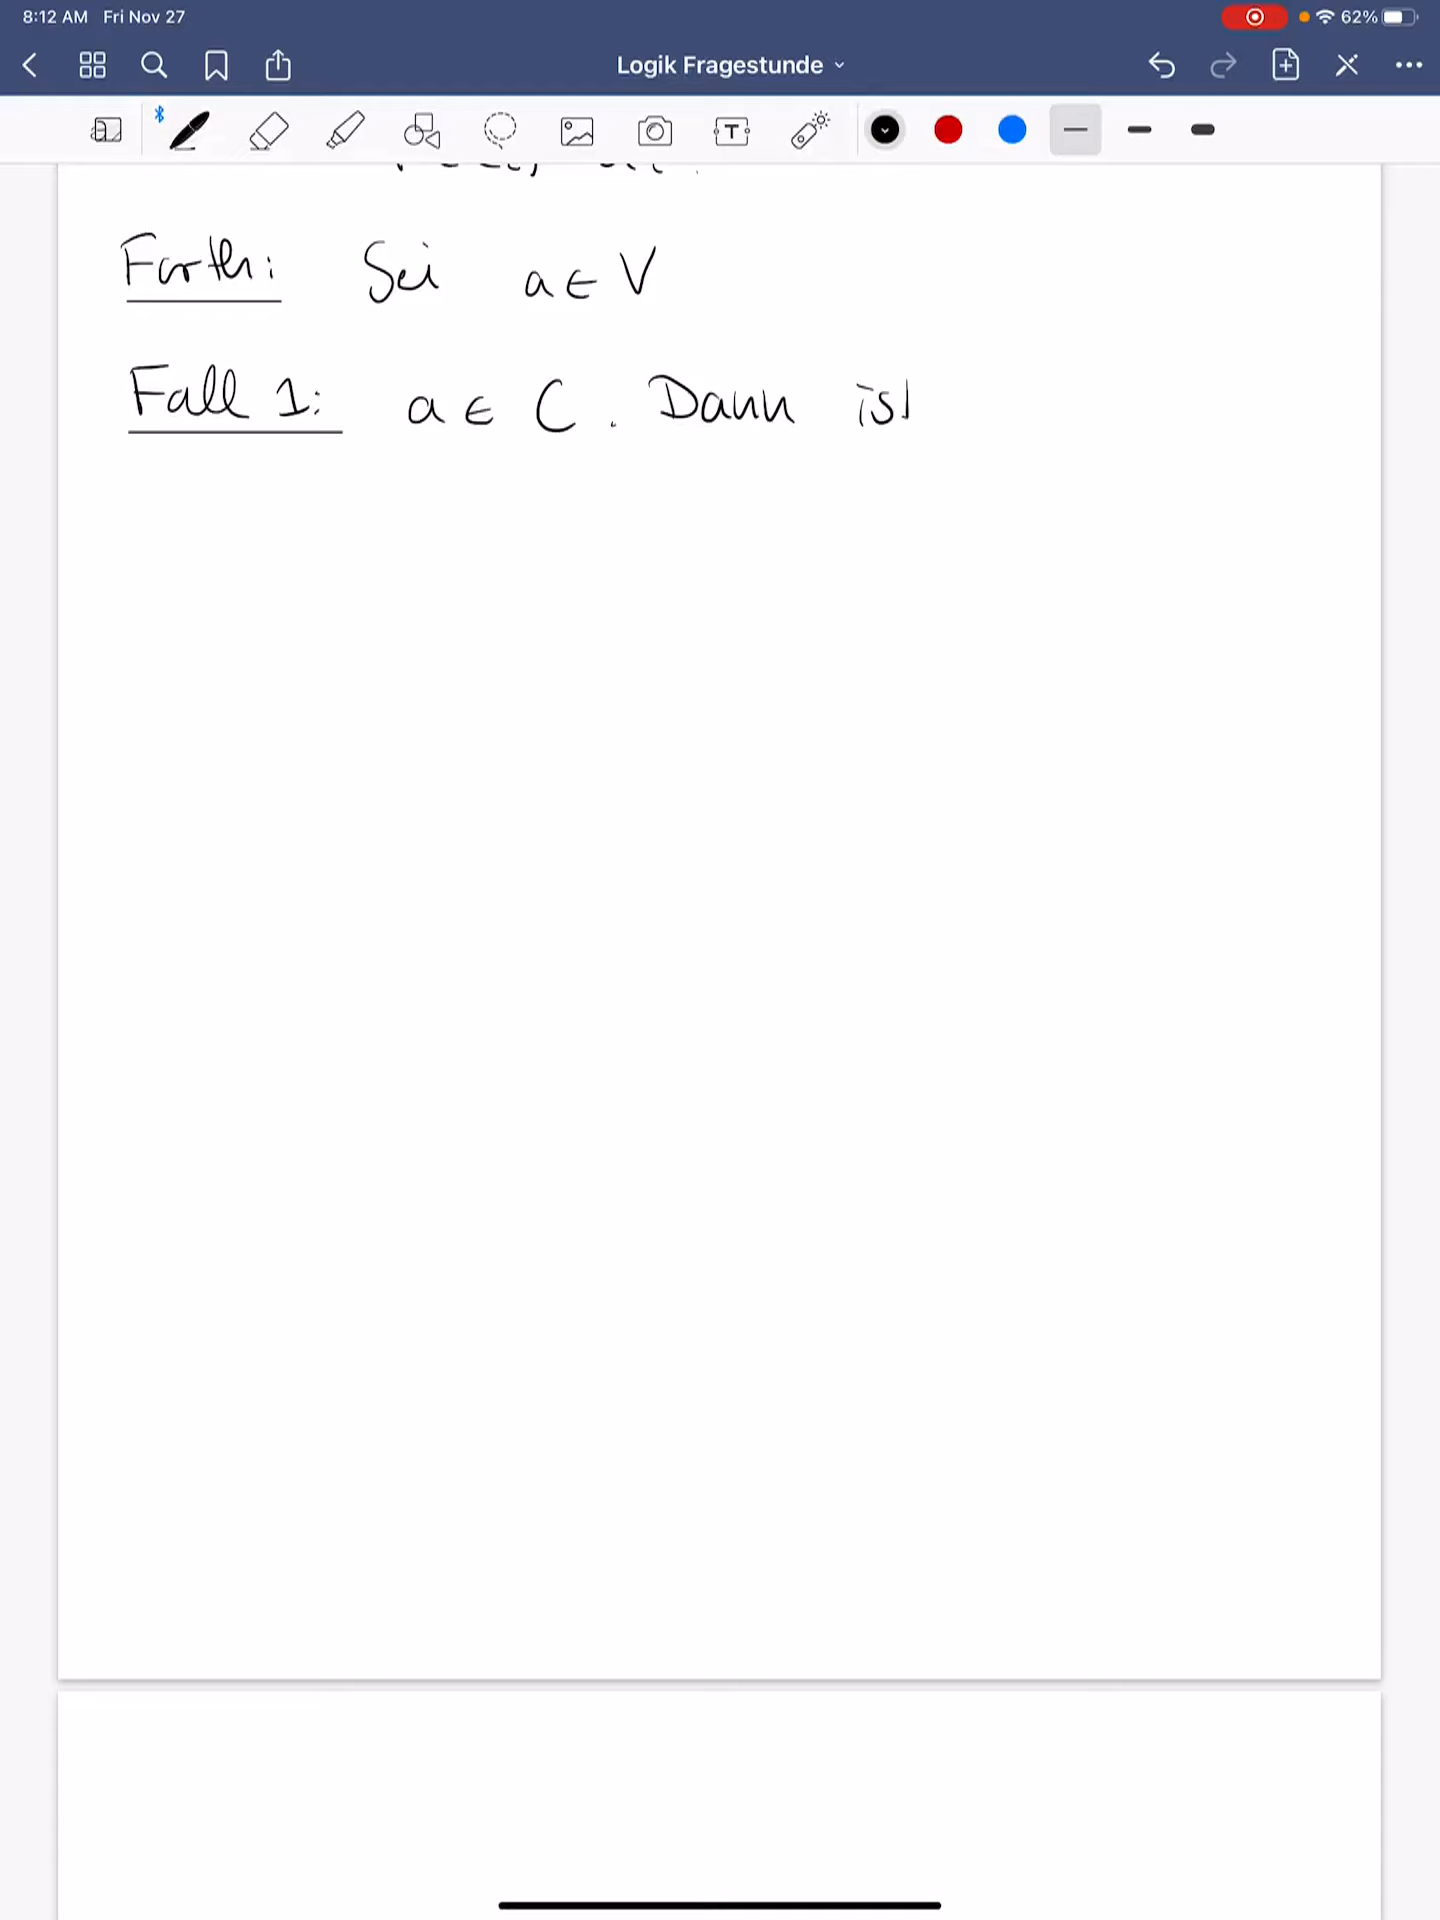 8:12 AM Fri Nov 27
62%
Logik Fragestunde
T
Forth: Sei a ∈ V
Fall 1: a ∈ C. Dann ist